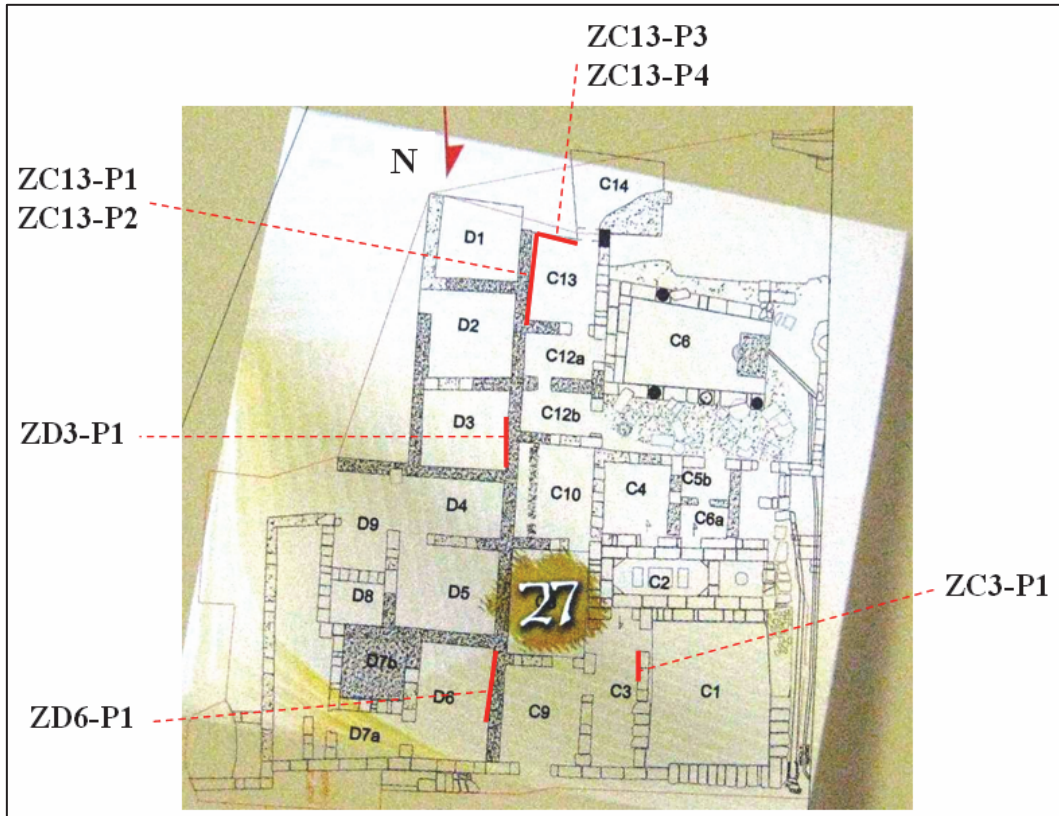 ZC13-P3
ZC13-P4
ZC13-P1
ZC13-P2
N
C14
D1
C13
D2
C6
C12a
D3
C12b
ZD3-P1
C10
C4
C5b
C6a
D4
D9
D5
C2
27
D8
ZC3-P1
D7b
D6
C9
C3
C1
ZD6-P1
D7a